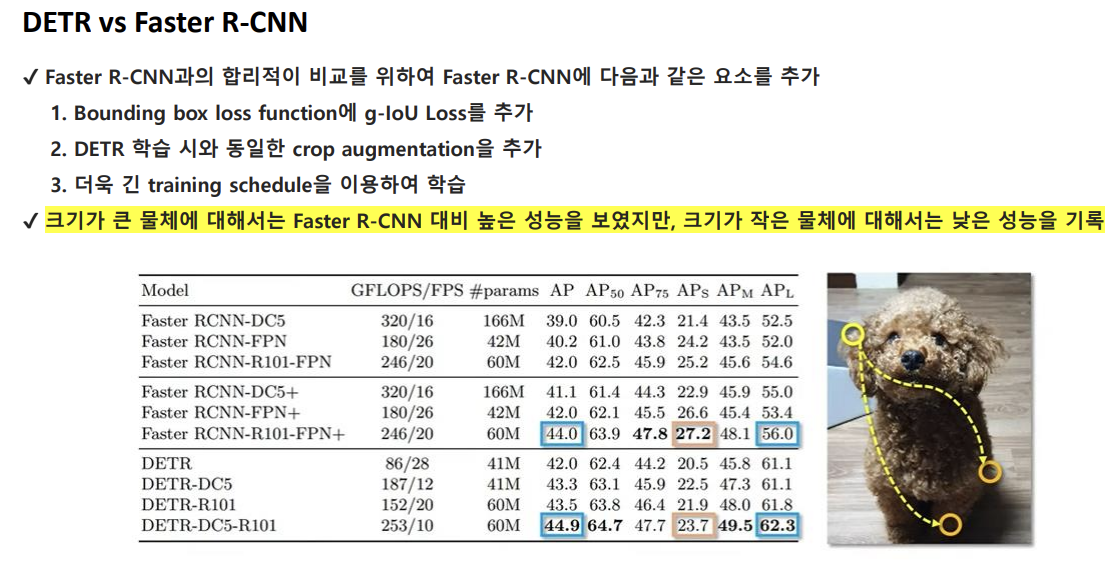 DETR vs Faster R-CNN
✓ Faster R-CNN과의 합리적이 비교를 위하여 Faster R-CNN에 다음과 같은 요소를 추가
1. Bounding box loss function에 g-IoU Loss를 추가
2. DETR 학습 시와 동일한 crop augmentation을 추가
3. 더욱 긴 training schedule을 이용하여 학습
✓ 크기가 큰 물체에 대해서는 Faster R-CNN 대비 높은 성능을 보였지만, 크기가 작은 물체에 대해서는 낮은 성능을 기록
Model GFLOPS/FPS #params AP AP50 AP75 APS APM APL
Faster RCNN-DC5 320/16 166M 39.0 60.5 42.3 21.4 43.5 52.5
Faster RCNN-FPN 180/26 42M 40.2 61.0 43.8 24.2 43.5 52.0
Faster RCNN-R101-FPN 246/20 60M 42.0 62.5 45.9 25.2 45.6 54.6
Faster RCNN-DC5+ 320/16 166M 41.1 61.4 44.3 22.9 45.9 55.0
Faster RCNN-FPN+ 180/26 42M 42.0 62.1 45.5 26.6 45.4 53.4
Faster RCNN-R101-FPN+ 246/20 60M 44.0 63.9 47.8 27.2 48.1 56.0
DETR 86/28 41M 42.0 62.4 44.2 20.5 45.8 61.1
DETR-DC5 187/12 41M 43.3 63.1 45.9 22.5 47.3 61.1
DETR-R101 152/20 60M 43.5 63.8 46.4 21.9 48.0 61.8
DETR-DC5-R101 253/10 60M 44.9 64.7 47.7 23.7 49.5 62.3